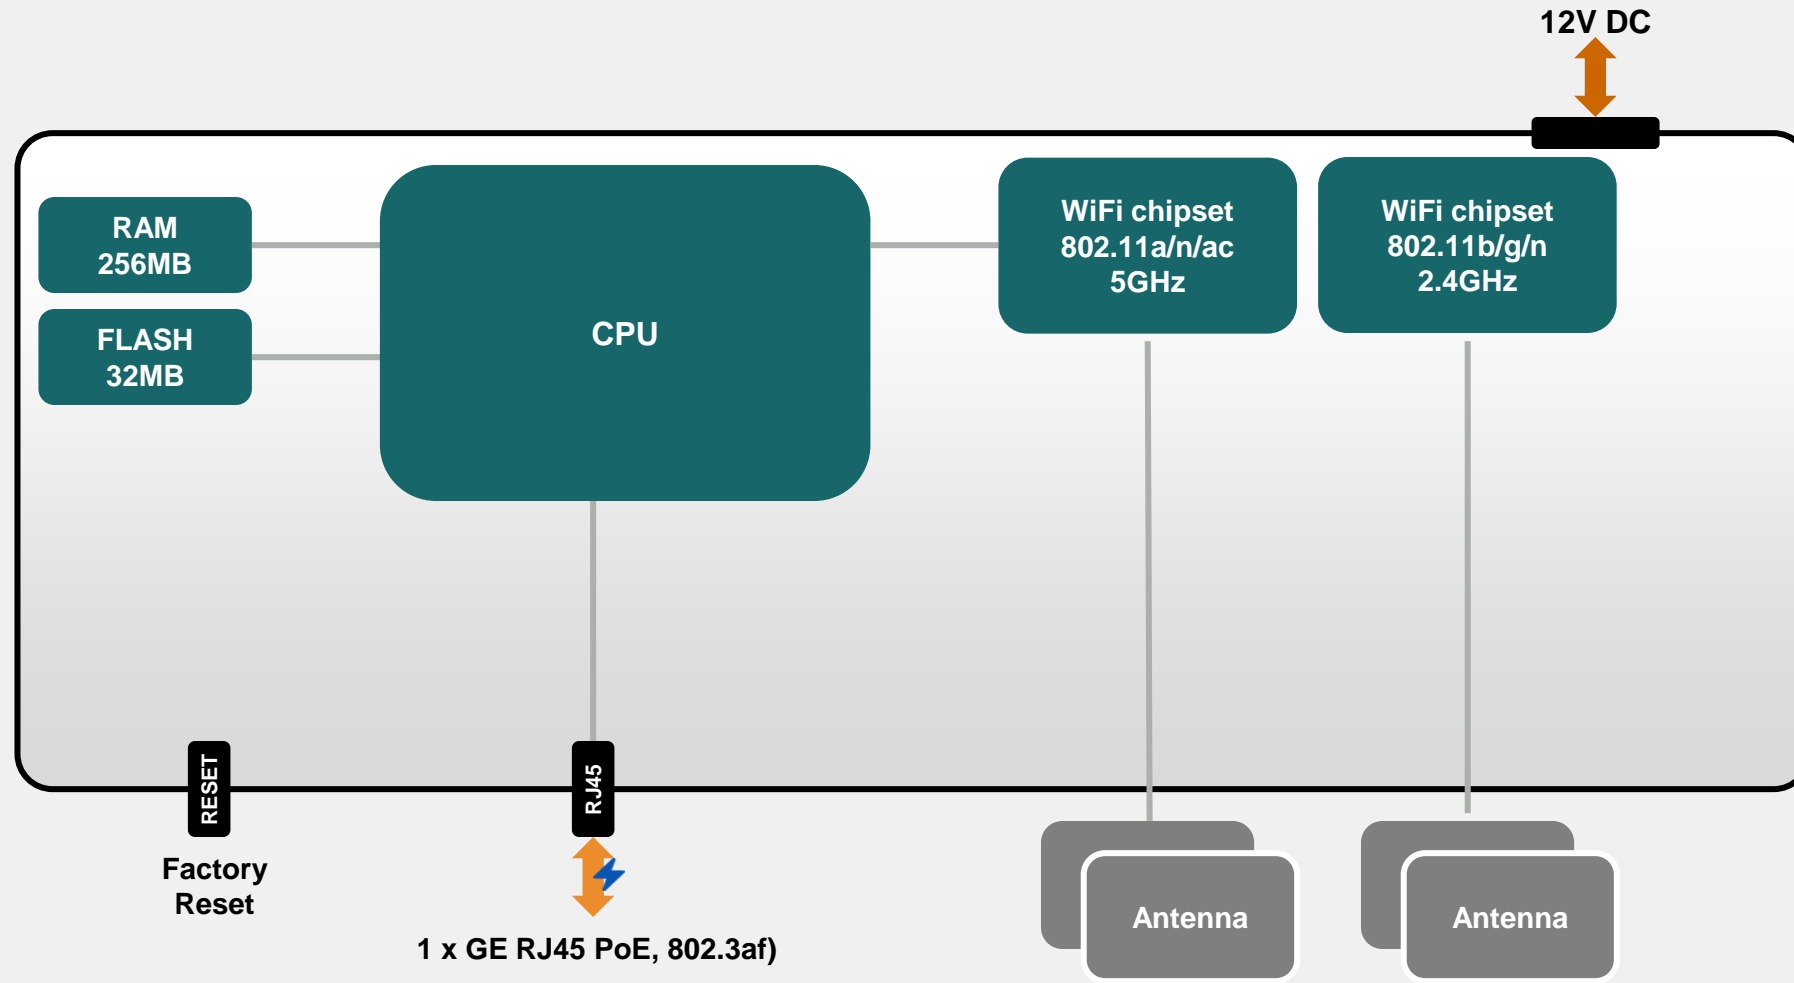 12V DC
RAM
256MB
FLASH
32MB
CPU
WiFi chipset
802.11a/n/ac
5GHz
WiFi chipset
802.11b/g/n
2.4GHz
RESET
RJ45
Factory
Reset
1 x GE RJ45 PoE, 802.3af)
Antenna
Antenna